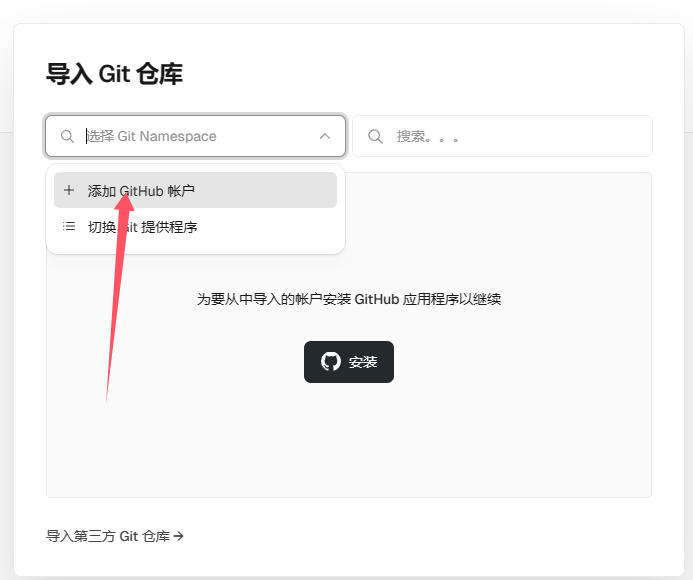 导入 Git 仓库
选择 Git Namespace
搜索。。。
添加 GitHub 帐户
切换 Git 提供程序
为要从中导入的帐户安装 GitHub 应用程序以继续
安装
导入第三方 Git 仓库→